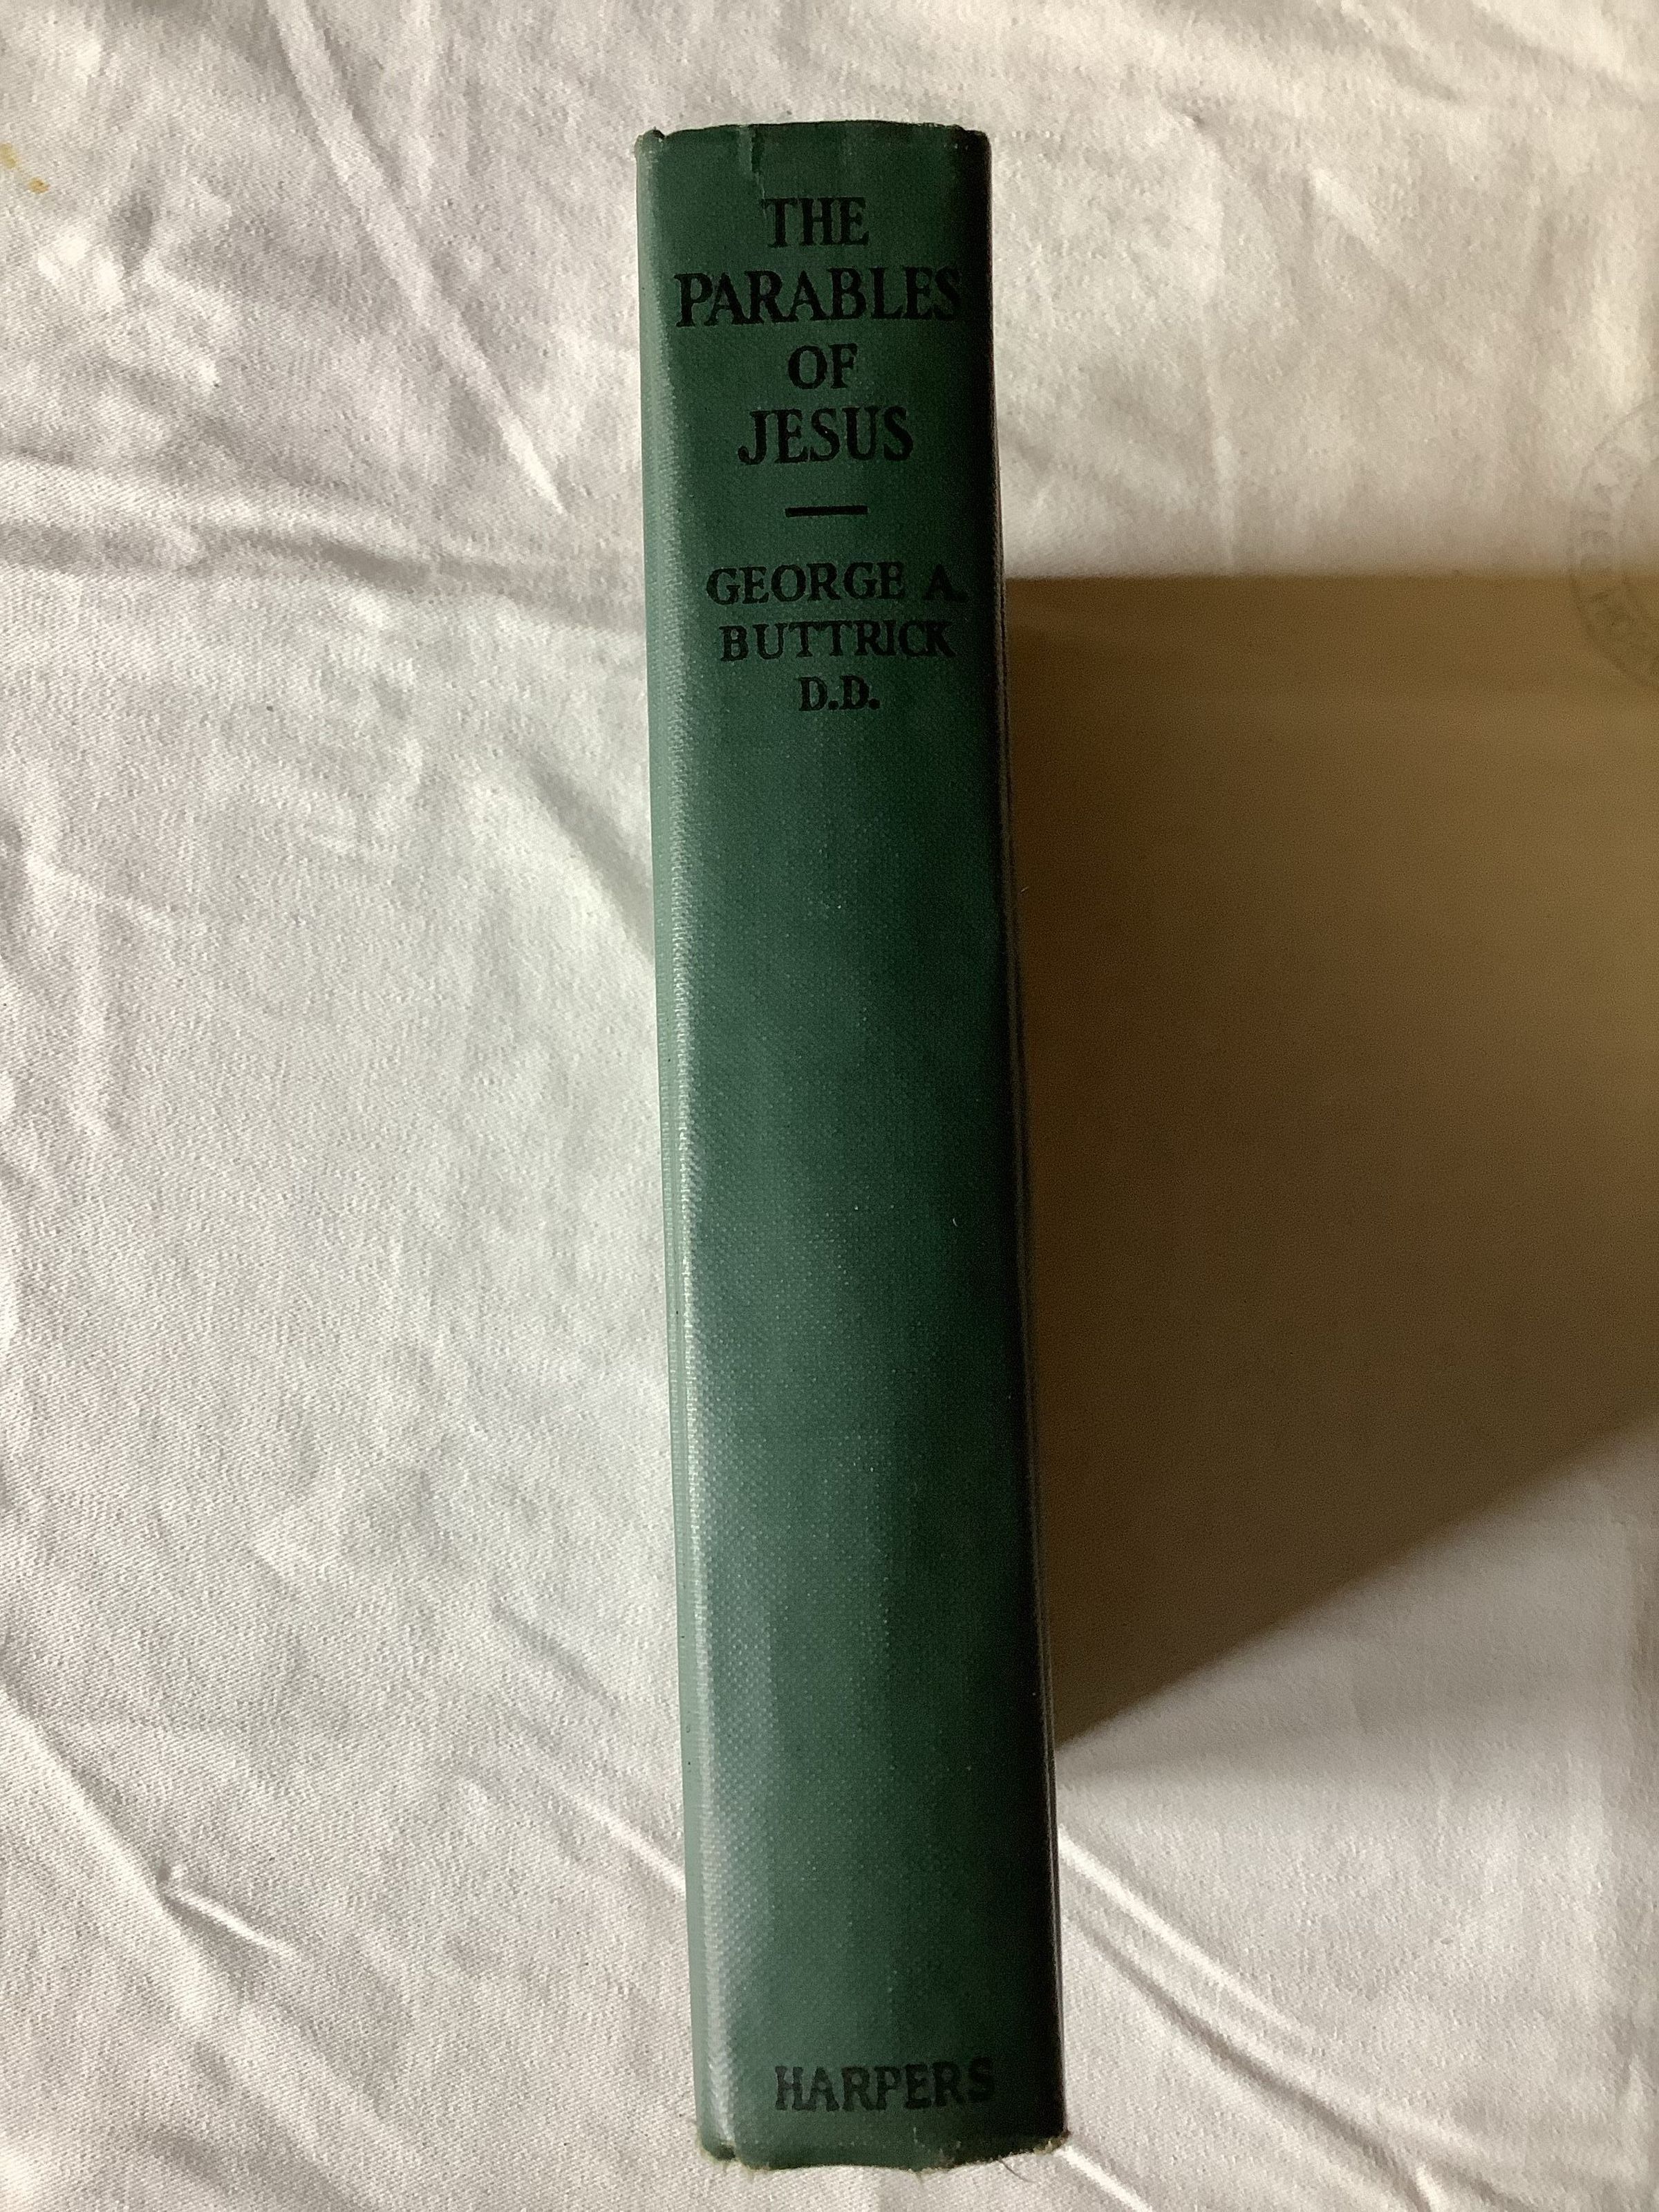 THE
PARABLES
OF
JESUS
GEORGE A.
BUTTRICK
D.D.
HARPERS